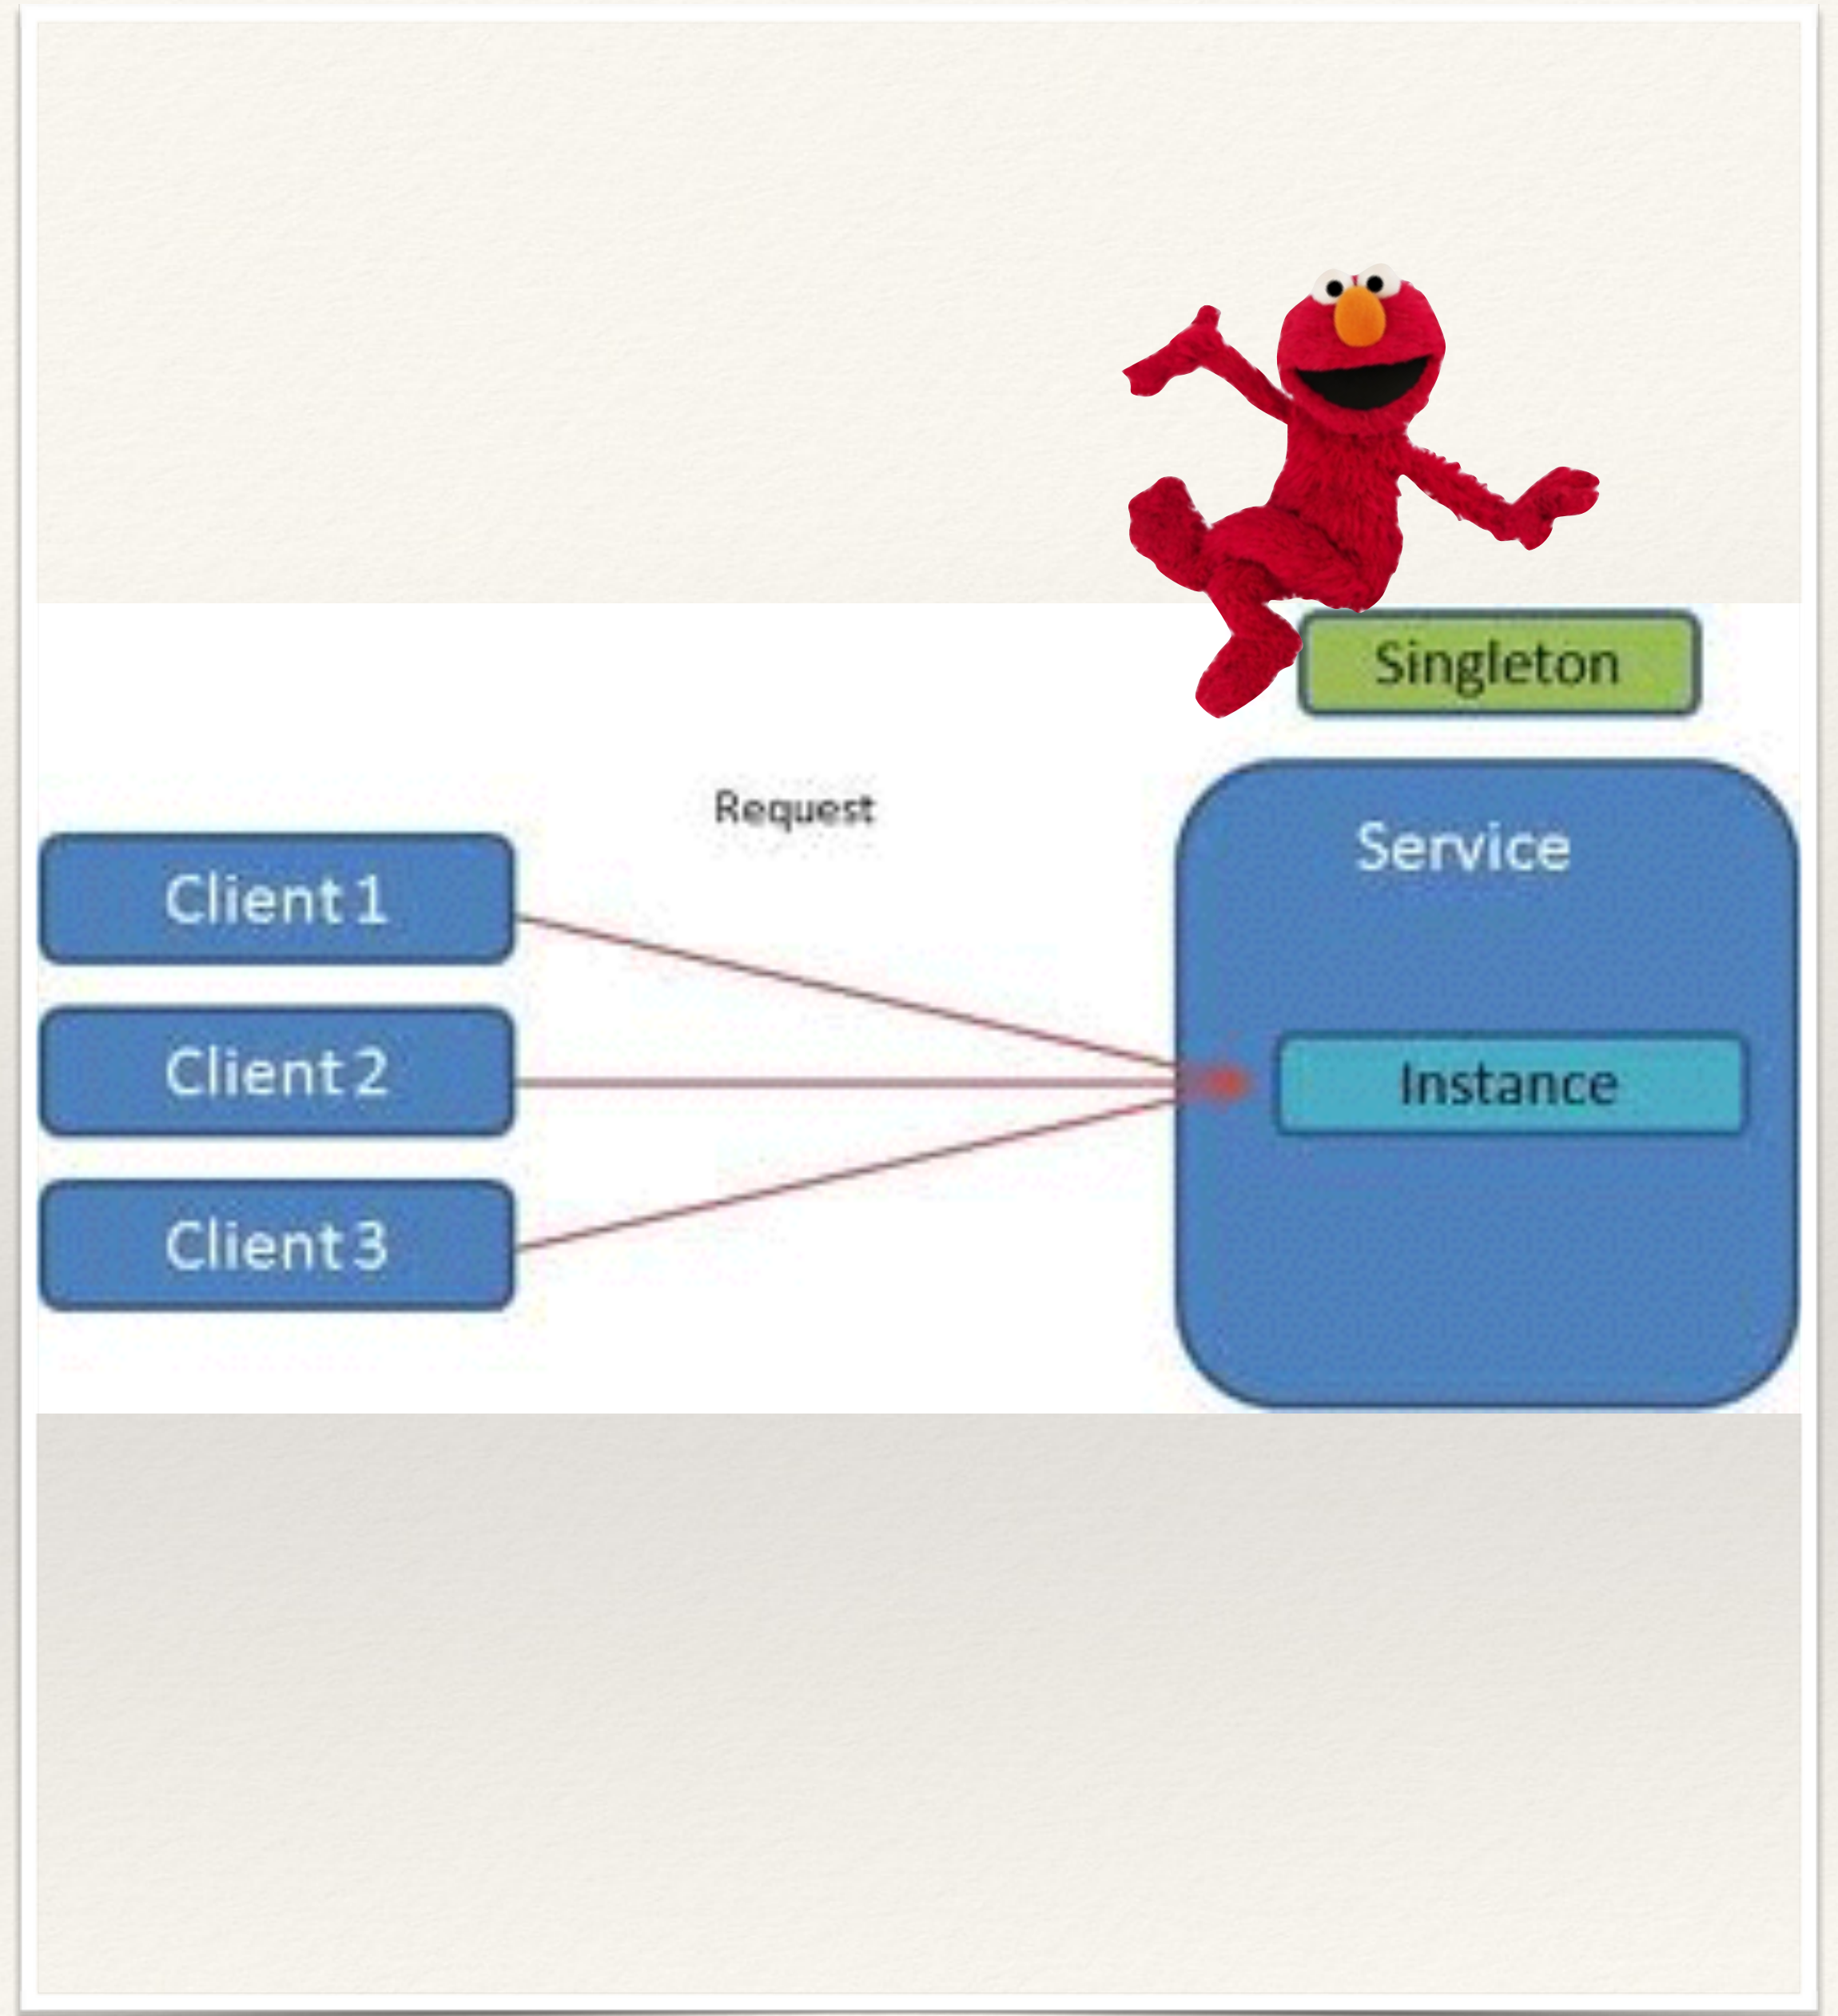 Singleton
Request
Service
Client 1
Client 2
Instance
Client 3